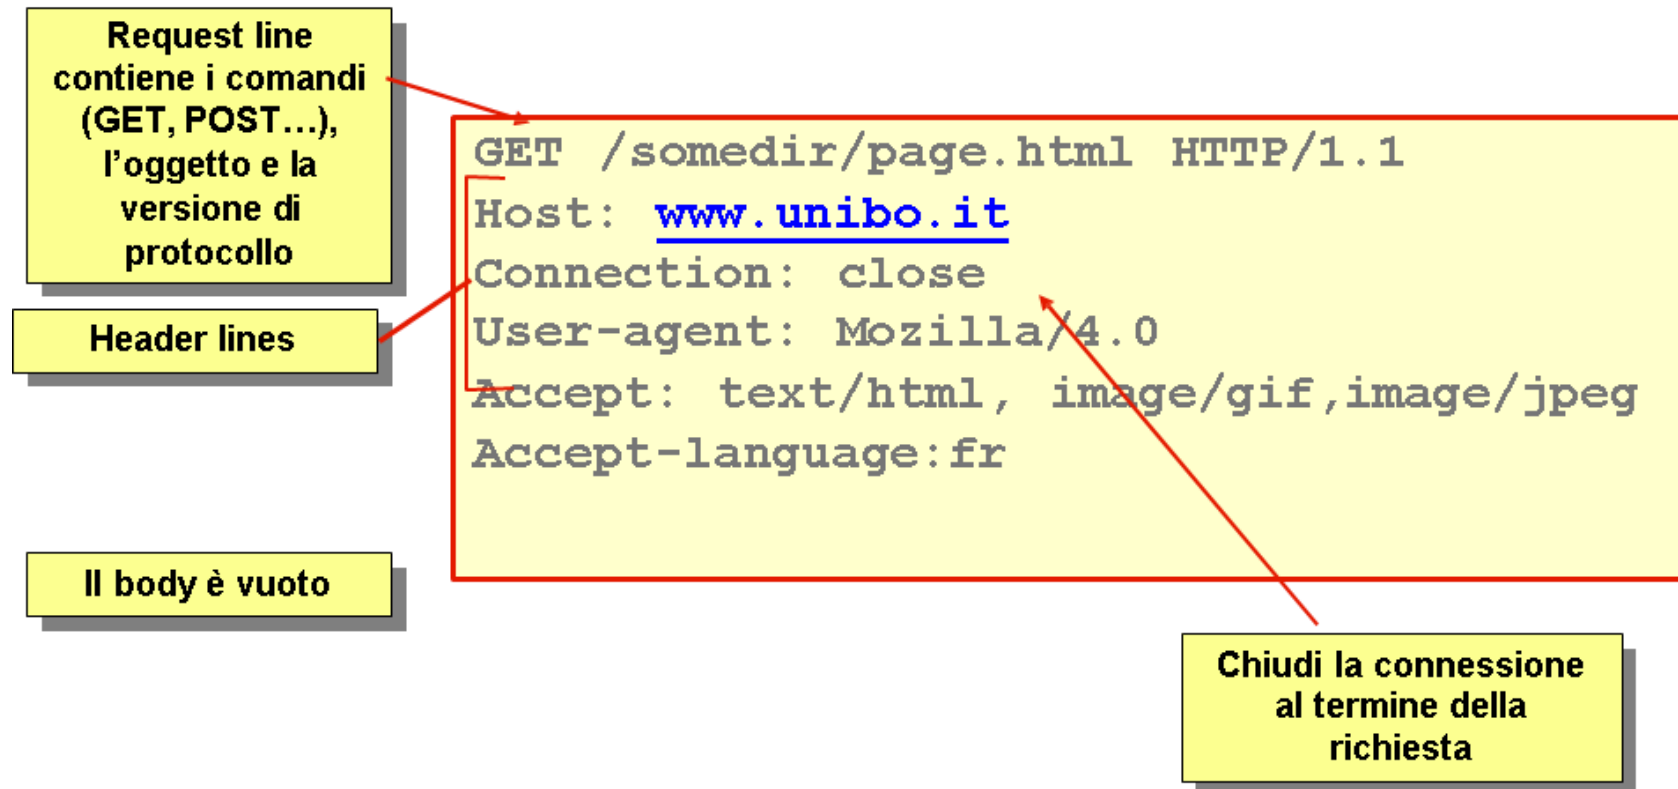 Request line
contiene i comandi
(GET, POST…),
l'oggetto e la
versione di
protocollo
GET /somedir/page.html HTTP/1.1
Host: www.unibo.it
Connection: close
User-agent: Mozilla/4.0
Accept: text/html, image/gif,image/jpeg
Accept-language:fr
Header lines
Il body è vuoto
Chiudi la connessione
al termine della
richiesta